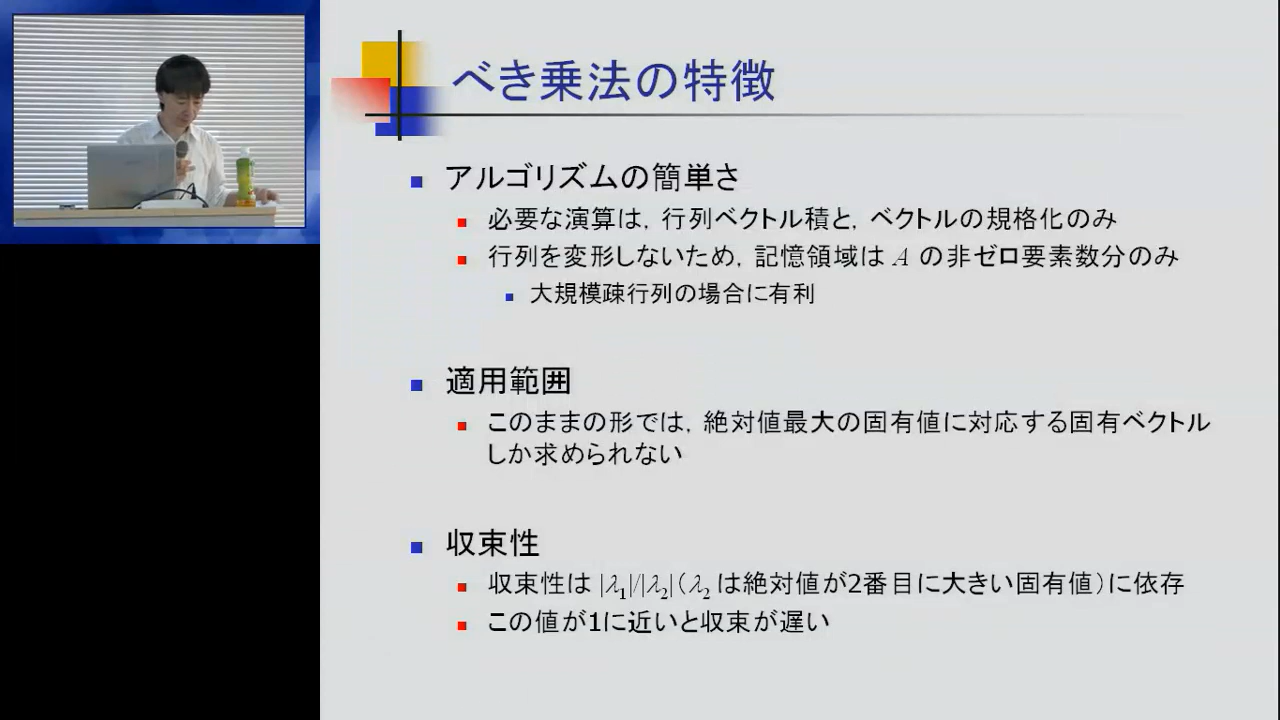 べき乗法の特徴
アルゴリズムの簡単さ
必要な演算は，行列ベクトル積と，ベクトルの規格化のみ
行列を変形しないため，記憶領域は A の非ゼロ要素数分のみ
大規模疎行列の場合に有利
適用範囲
このままの形では，絶対値最大の固有値に対応する固有ベクトル
しか求められない
収束性
収束性は |λ₁|/|λ₂|（λ₂ は絶対値が2番目に大きい固有値）に依存
この値が1に近いと収束が遅い